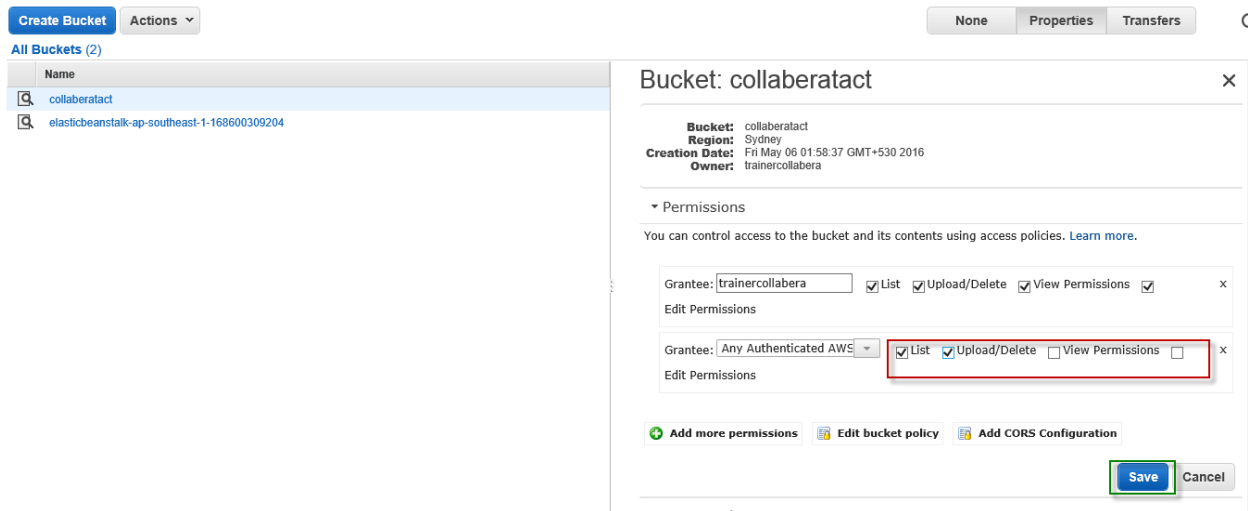 Create Bucket Actions None Properties Transfers
All Buckets (2)
Name
collaberatact
elasticbeanstalk-ap-southeast-1-168600309204
Bucket: collaberatact
Bucket: collaberatact
Region: Sydney
Creation Date: Fri May 06 01:58:37 GMT+530 2016
Owner: trainercollabera
Permissions
You can control access to the bucket and its contents using access policies. Learn more.
Grantee: trainercollabera List Upload/Delete View Permissions x
Edit Permissions
Grantee: Any Authenticated AWS List Upload/Delete View Permissions x
Edit Permissions
Add more permissions Edit bucket policy Add CORS Configuration
Save Cancel